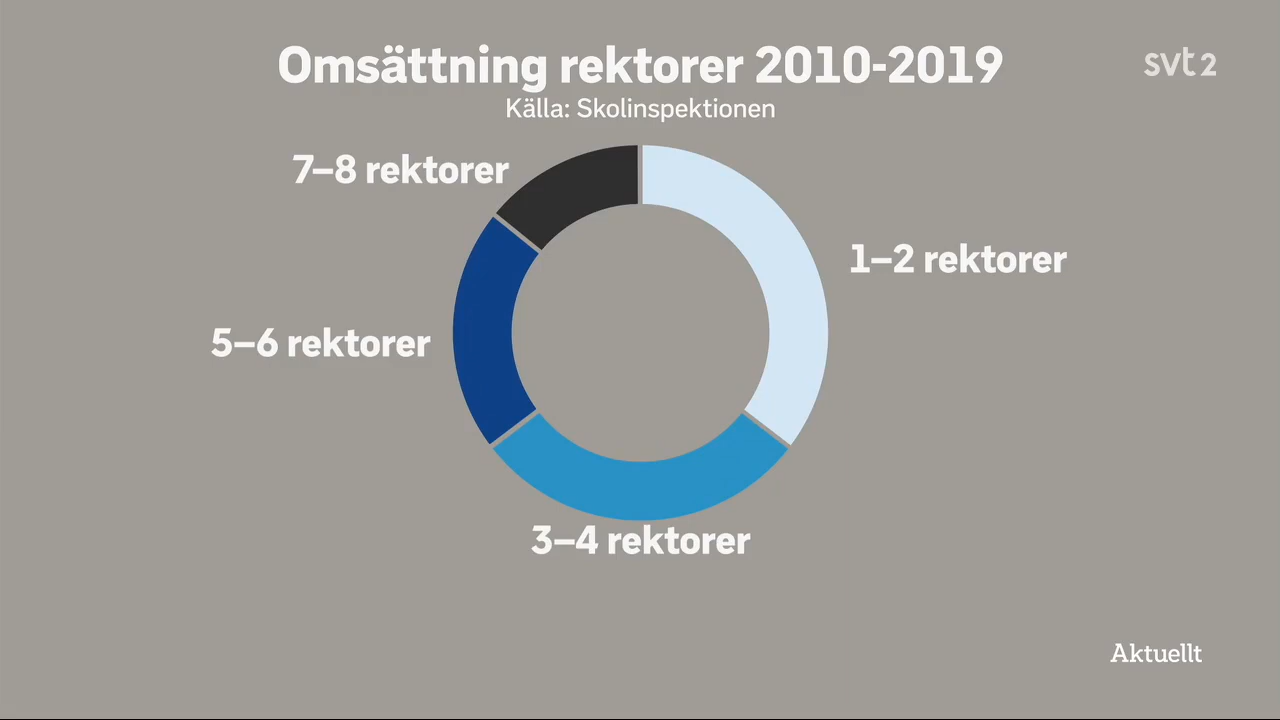 Omsättning rektorer 2010-2019
svt2
Källa: Skolinspektionen
7–8 rektorer
1–2 rektorer
5–6 rektorer
3–4 rektorer
Aktuellt